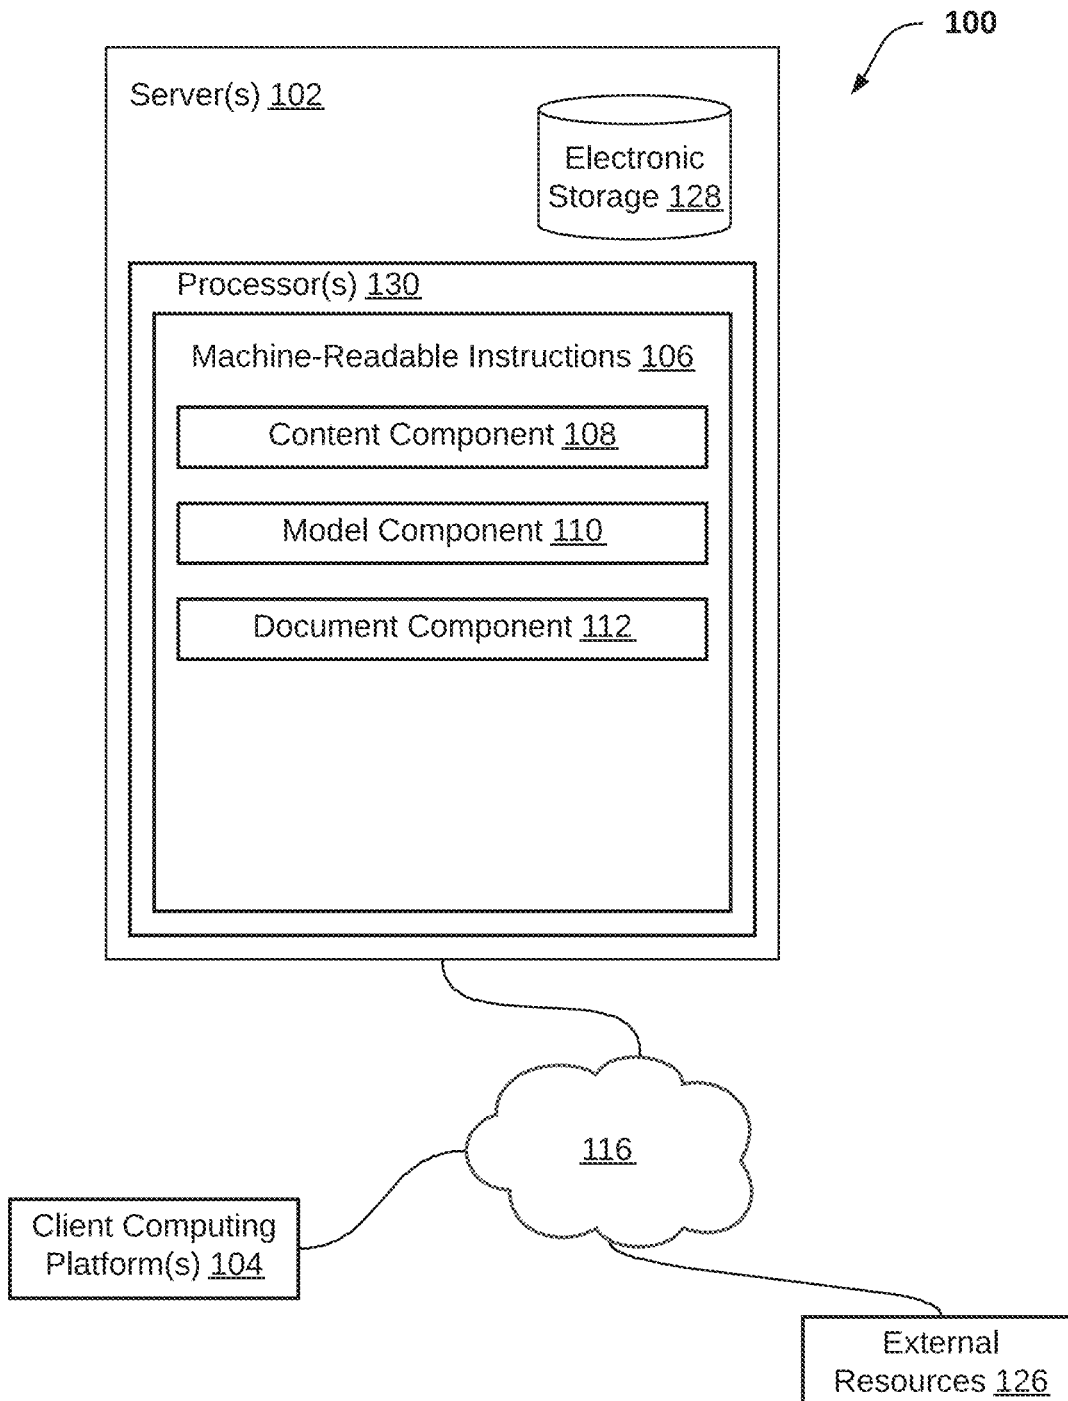 100
Server(s) 102
Electronic
Storage 128
Processor(s) 130
Machine-Readable Instructions 106
Content Component 108
Model Component 110
Document Component 112
116
Client Computing
Platform(s) 104
External
Resources 126